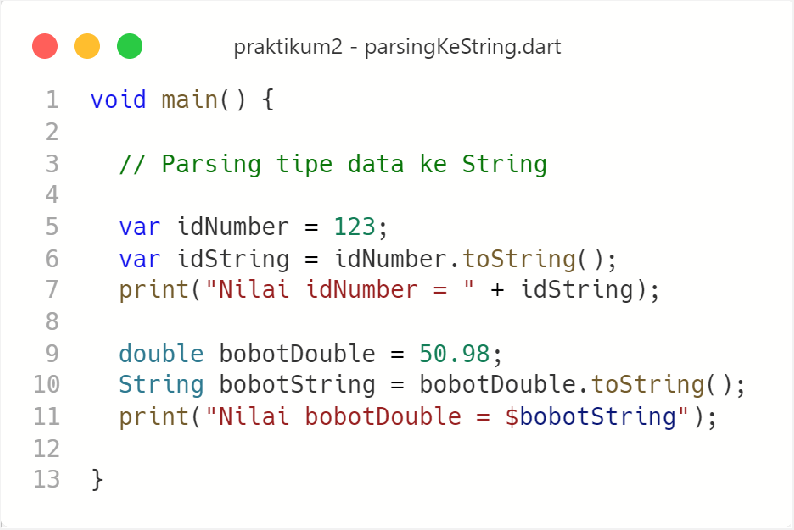 praktikum2 - parsingKeString.dart
1 void main() {
2
3 // Parsing tipe data ke String
4
5 var idNumber = 123;
6 var idString = idNumber.toString();
7 print("Nilai idNumber = " + idString);
8
9 double bobotDouble = 50.98;
10 String bobotString = bobotDouble.toString();
11 print("Nilai bobotDouble = $bobotString");
12
13 }